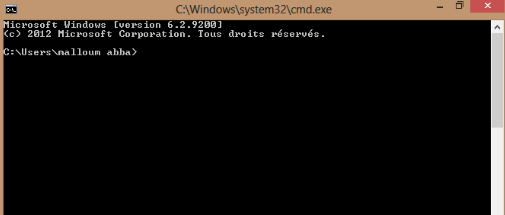 C:\Windows\system32\cmd.exe
Microsoft Windows [version 6.2.9200]
(c) 2012 Microsoft Corporation. Tous droits réservés.
C:\Users\malloum abba>